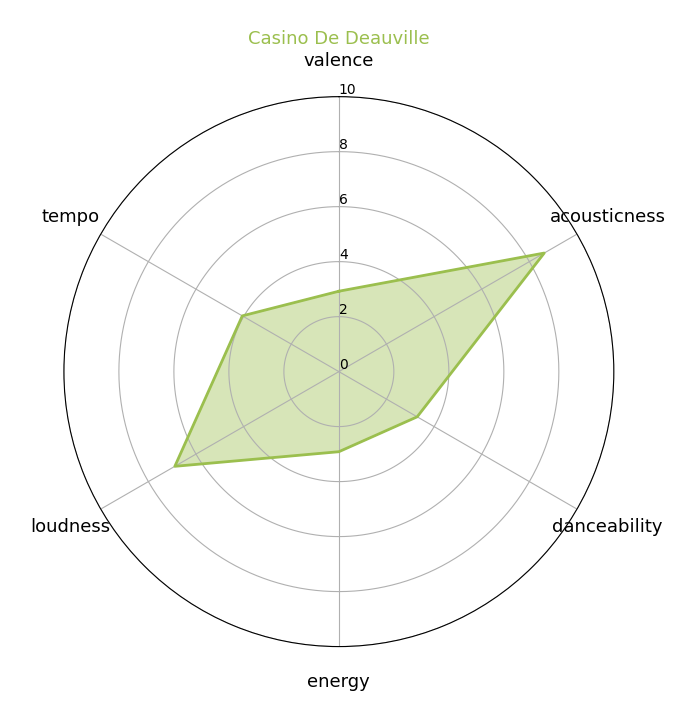 Casino De Deauville
valence
10
8
6
4
2
0
tempo
acousticness
loudness
danceability
energy